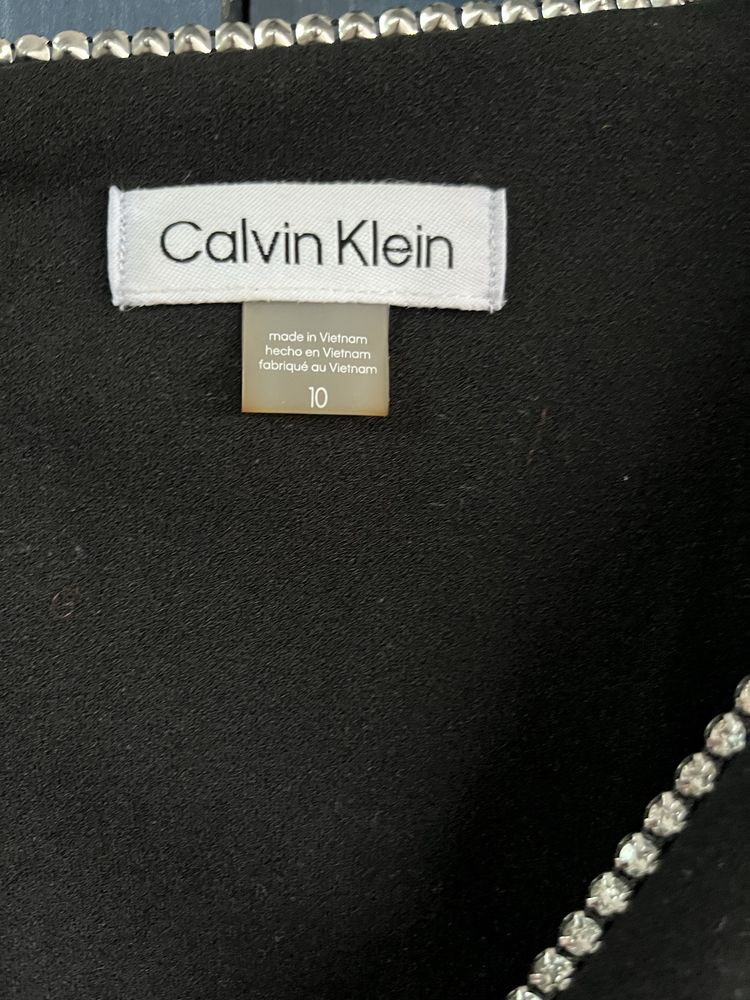 Calvin Klein
made in Vietnam
hecho en Vietnam
fabriqué au Vietnam
10